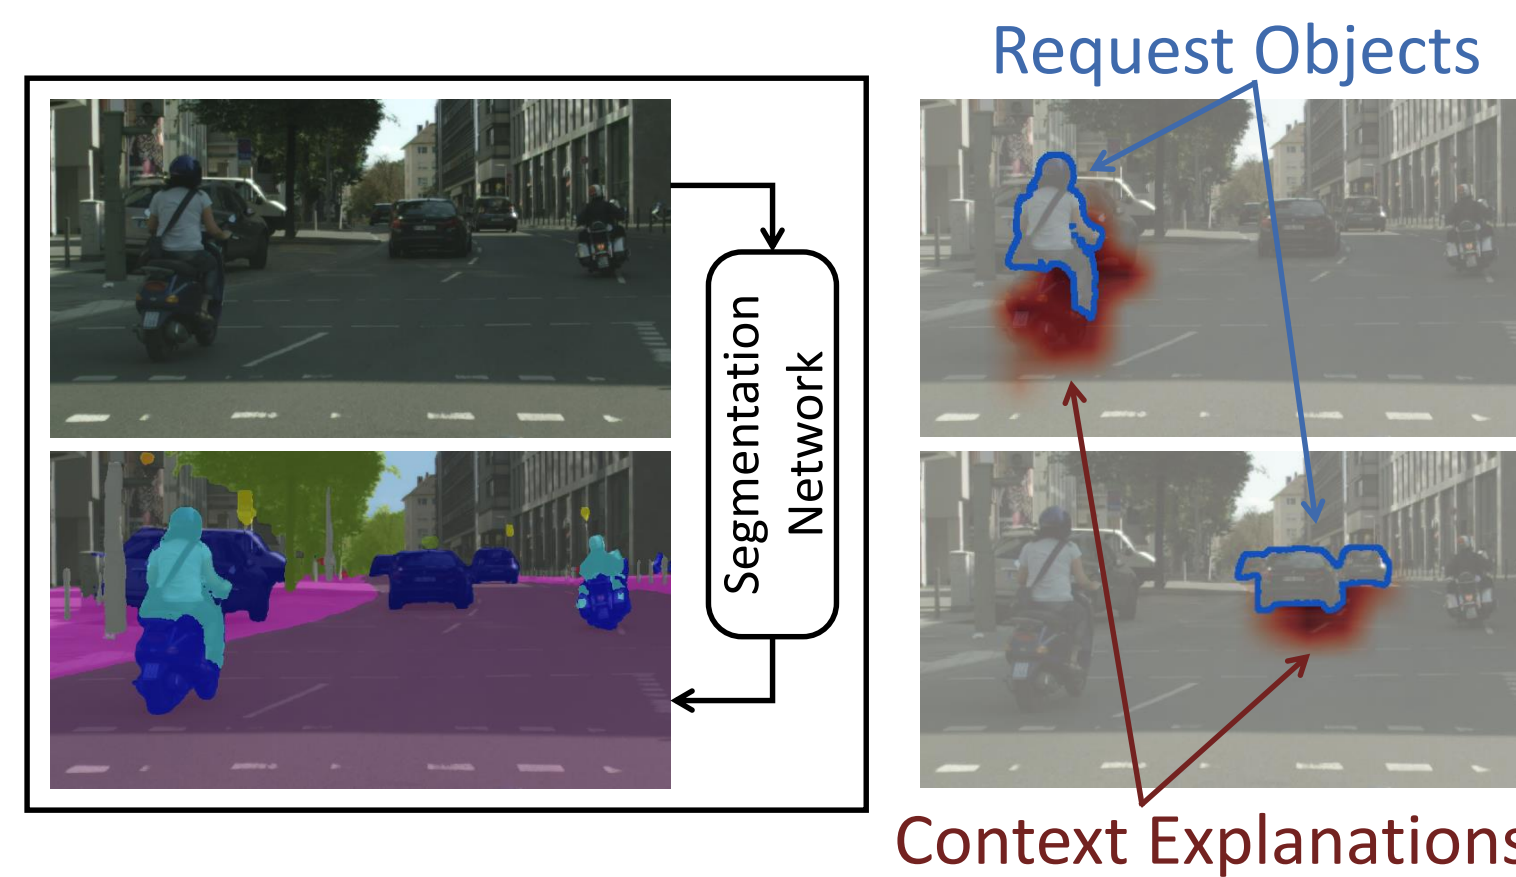 Request Objects
Segmentation
Network
Context Explanations